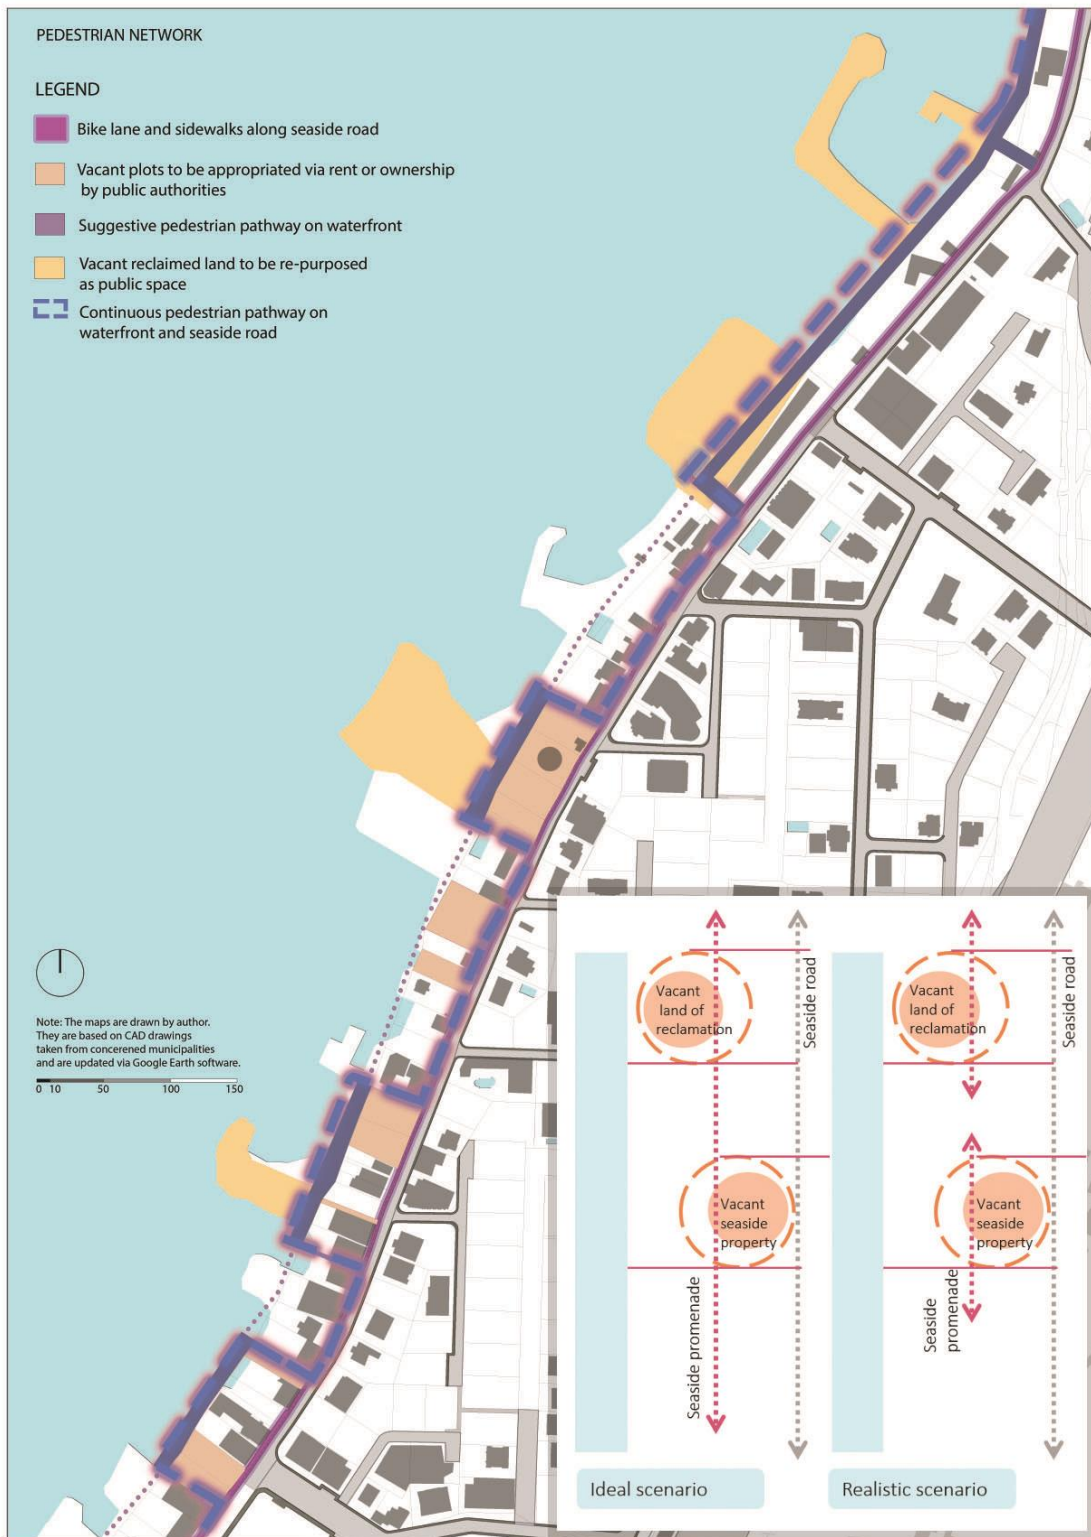 PEDESTRIAN NETWORK
LEGEND
Bike lane and sidewalks along seaside road
Vacant plots to be appropriated via rent or ownership
by public authorities
Suggestive pedestrian pathway on waterfront
Vacant reclaimed land to be re-purposed
as public space
Continuous pedestrian pathway on
waterfront and seaside road
Note: The maps are drawn by author.
They are based on CAD drawings
taken from concerened municipalities
and are updated via Google Earth software.
0 10 50 100 150
Vacant
land of
reclamation
Seaside road
Vacant
seaside
property
Seaside promenade
Ideal scenario
Vacant
land of
reclamation
Seaside road
Vacant
seaside
property
Seaside
promenade
Realistic scenario